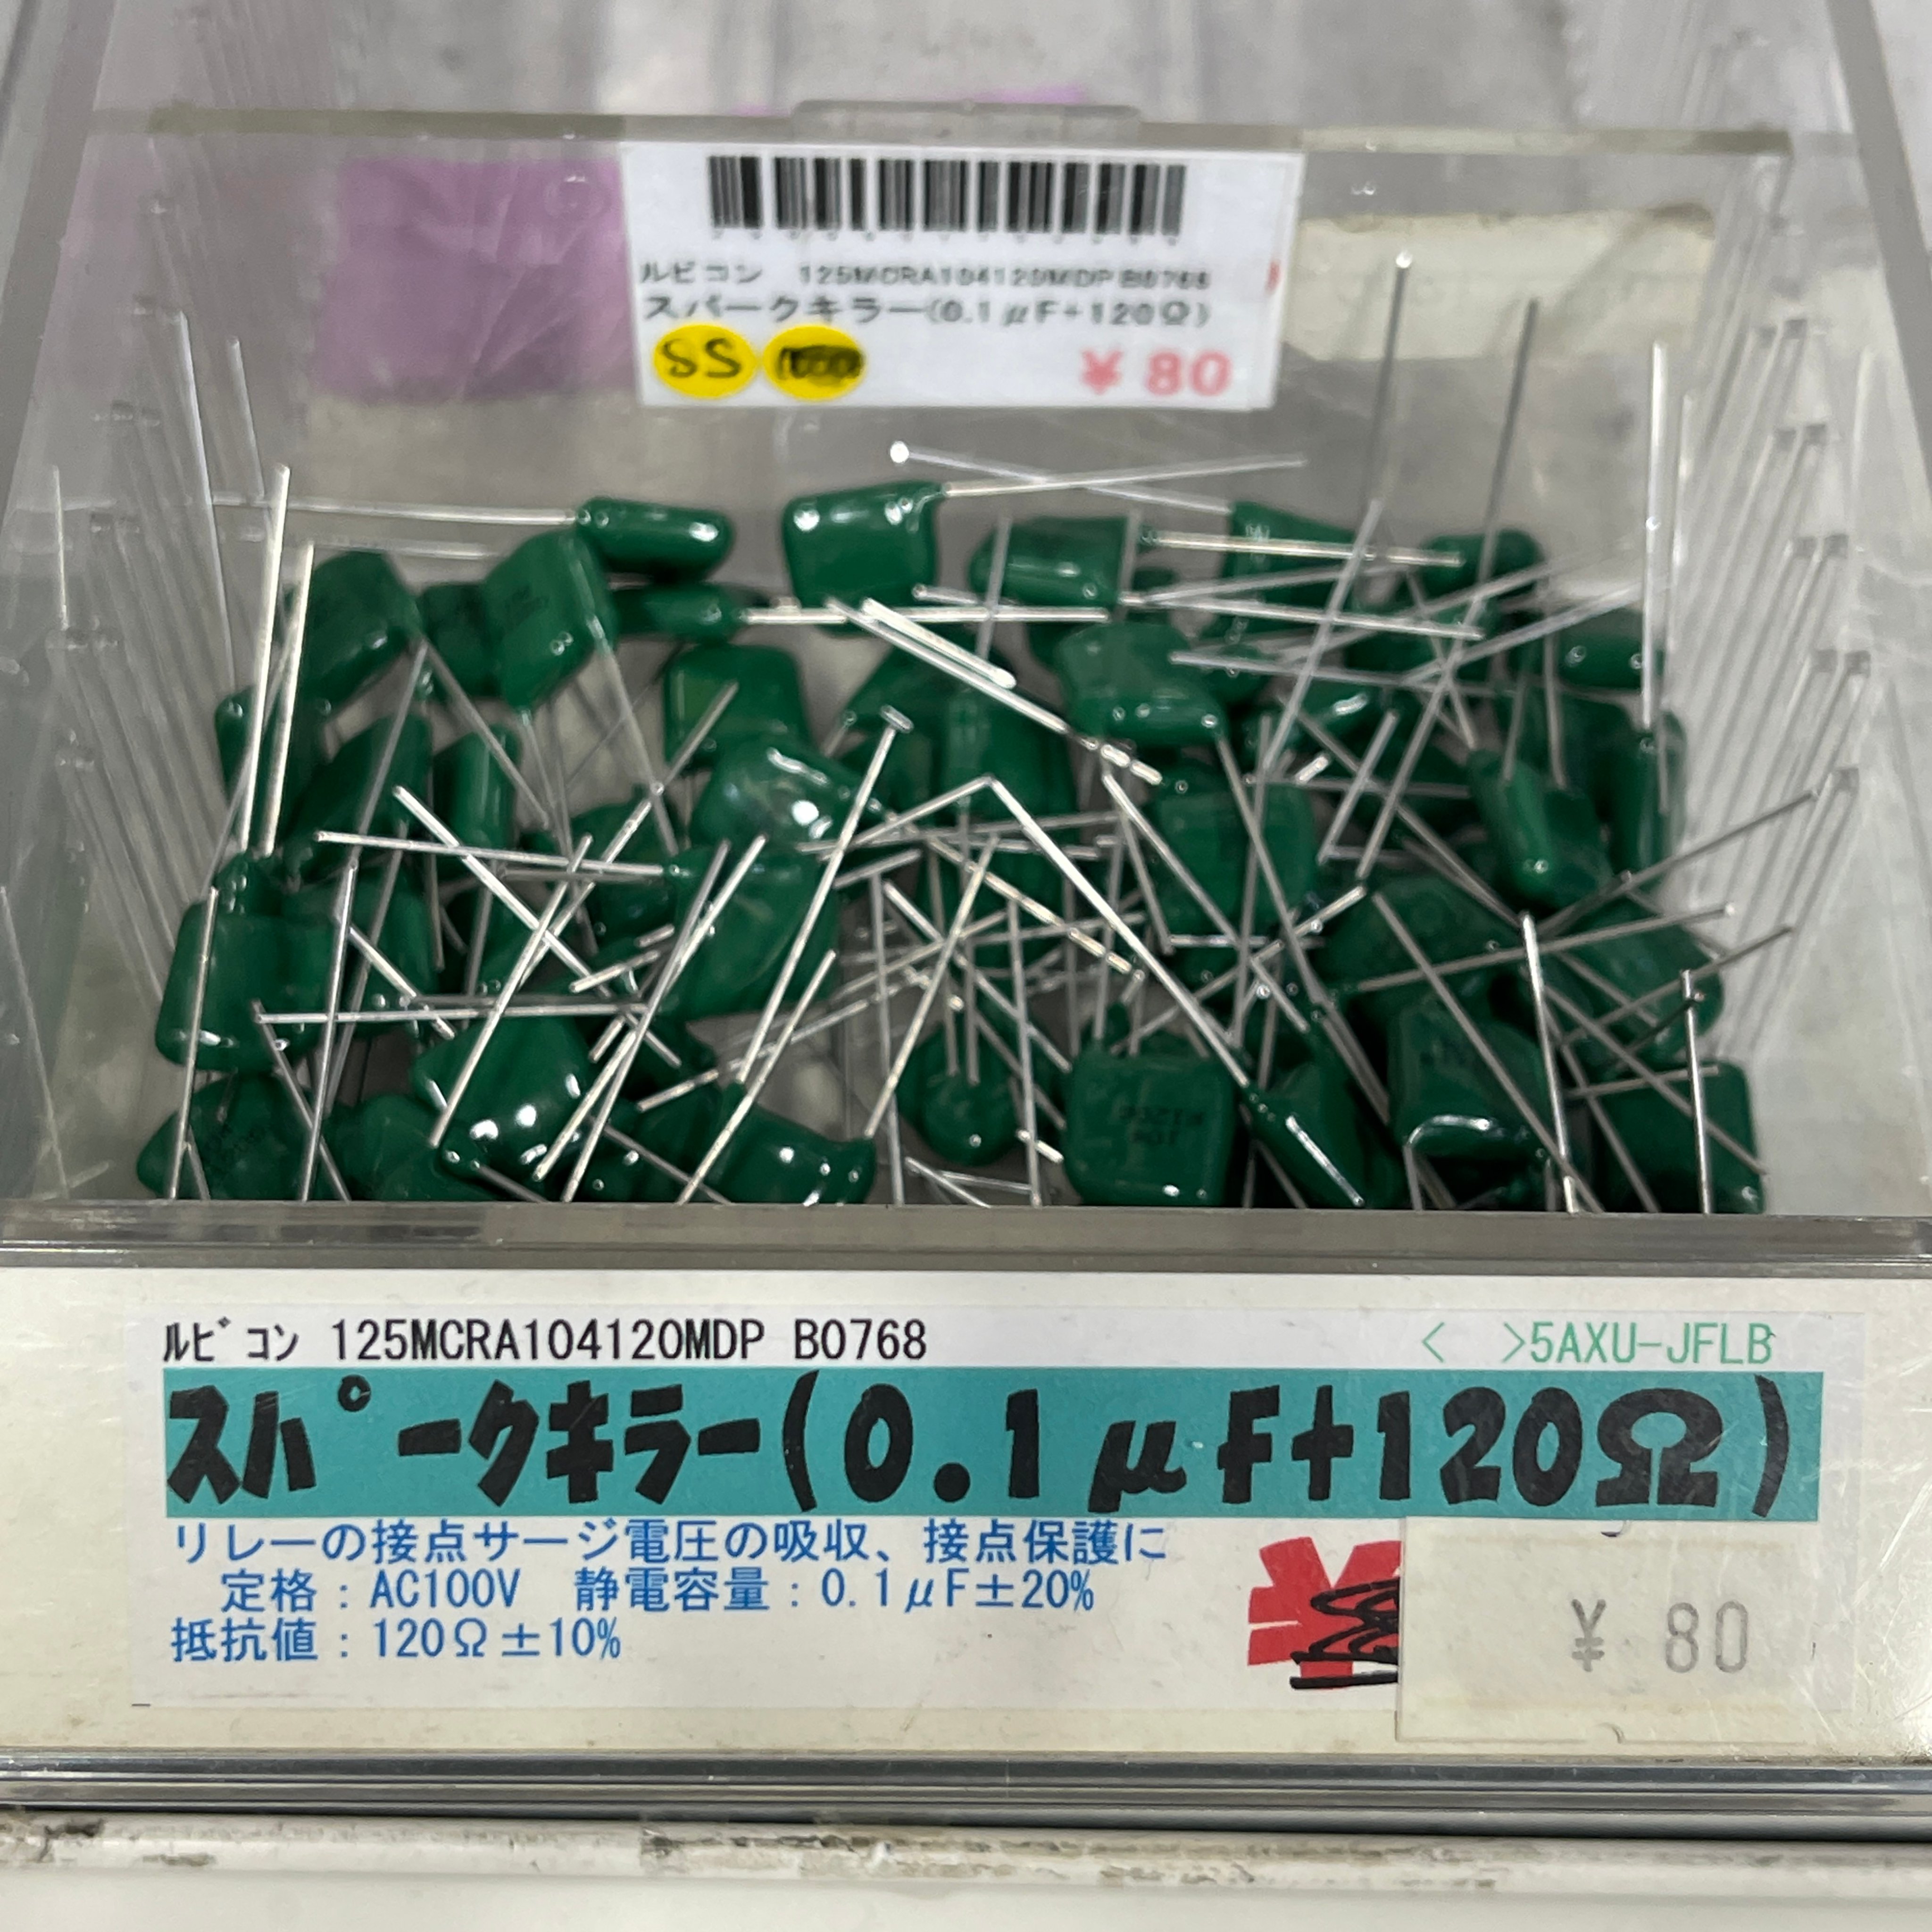 ルビコン 125MCRA104120MDP B0768
スパークキラー(0.1μF+120Ω)
SS
¥80
ﾙﾋﾞｺﾝ 125MCRA104120MDP B0768
< >5AXU-JFLB
スパークキラー(0.1μF+120Ω)
リレーの接点サージ電圧の吸収、接点保護に
定格：AC100V 静電容量：0.1μF±20%
抵抗値：120Ω±10%
¥ 80